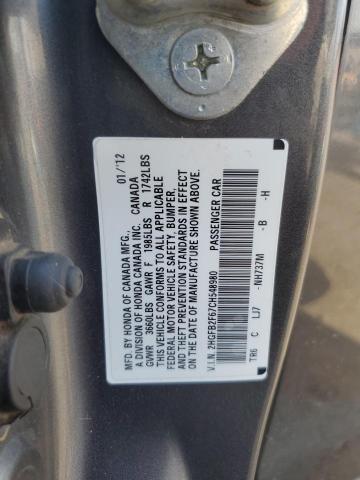 MFD. BY HONDA OF CANADA MFG.,
A DIVISION OF HONDA CANADA INC. CANADA 01/12
GVWR 3660LBS GAWR F 1985LBS R 1742LBS
THIS VEHICLE CONFORMS TO ALL APPLICABLE
FEDERAL MOTOR VEHICLE SAFETY, BUMPER,
AND THEFT PREVENTION STANDARDS IN EFFECT
ON THE DATE OF MANUFACTURE SHOWN ABOVE.
V.I.N. 2HGFB2F67CH548980 PASSENGER CAR
TR6 C LJ7 -NH737M - B - H